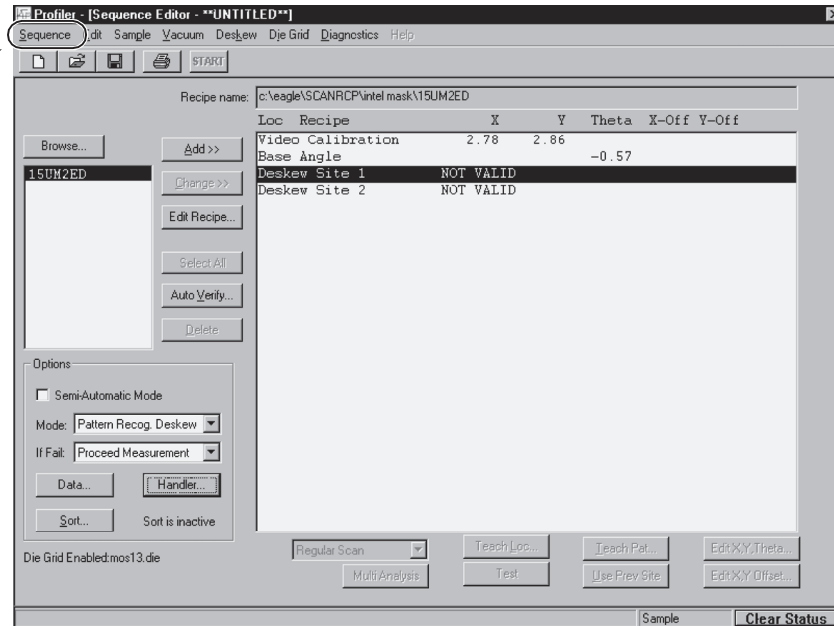 Profiler - [Sequence Editor - **UNTITLED**]
Sequence Edit Sample Vacuum Deskew Die Grid Diagnostics Help
START
Recipe name: c:\eagle\SCANRCP\intel mask\15UM2ED
Loc Recipe X Y Theta X-Off Y-Off
Browse...
Add >>
Video Calibration 2.78 2.86
Base Angle -0.57
15UM2ED
Deskew Site 1 NOT VALID
Change >>
Deskew Site 2 NOT VALID
Edit Recipe...
Select All
Auto Verify...
Delete
Options
Semi-Automatic Mode
Mode: Pattern Recog. Deskew
If Fail: Proceed Measurement
Data... Handler...
Sort... Sort is inactive
Die Grid Enabled:mos13.die
Regular Scan Teach Loc... Teach Pat... Edit X,Y,Theta...
Multi Analysis Test Use Prev Site Edit X,Y Offset...
Sample Clear Status